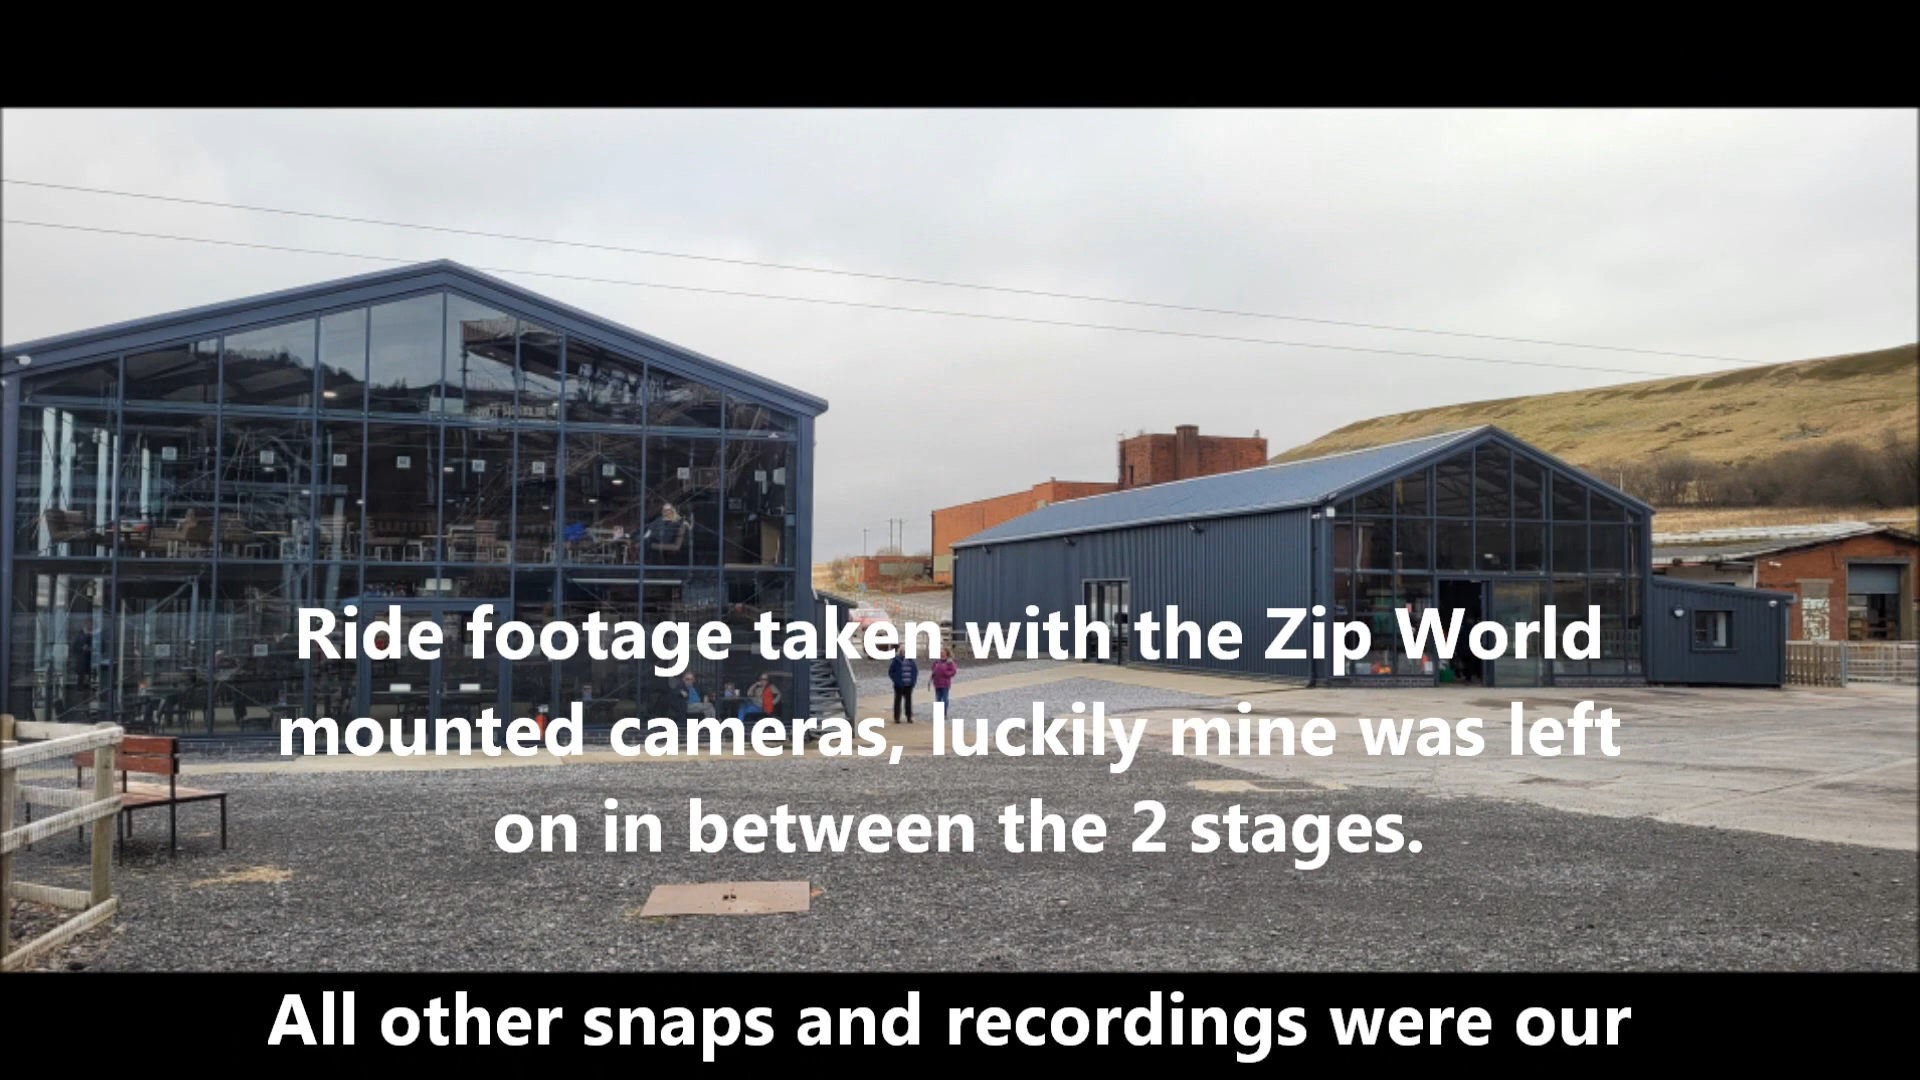 Ride footage taken with the Zip World
mounted cameras, luckily mine was left
on in between the 2 stages.
All other snaps and recordings were our